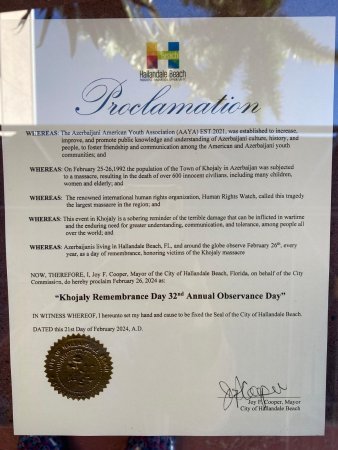 Hallandale Beach
Proclamation
WHEREAS: The Azerbaijani American Youth Association (AAYA) EST 2021, was established to increase,
improve, and promote public knowledge and understanding of Azerbaijani culture, history, and
people, to foster friendship and communication among the American and Azerbaijani youth
communities; and
WHEREAS: On February 25-26,1992 the population of the Town of Khojaly in Azerbaijan was subjected
to a massacre, resulting in the death of over 600 innocent civilians, including many children,
women and elderly; and
WHEREAS: The renowned international human rights organization, Human Rights Watch, called this tragedy
the largest massacre in the region; and
WHEREAS: This event in Khojaly is a sobering reminder of the terrible damage that can be inflicted in wartime
and the enduring need for greater understanding, communication, and tolerance, among people all
over the world; and
WHEREAS: Azerbaijanis living in Hallandale Beach, FL, and around the globe observe February 26th, every
year, as a day of remembrance, honoring victims of the Khojaly massacre
NOW, THEREFORE, I, Joy F. Cooper, Mayor of the City of Hallandale Beach, Florida, on behalf of the City
Commission, do hereby proclaim February 26, 2024 as:
"Khojaly Remembrance Day 32nd Annual Observance Day"
IN WITNESS WHEREOF, I hereunto set my hand and cause to be fixed the Seal of the City of Hallandale Beach.
DATED this 21st Day of February 2024, A.D.
Joy F. Cooper
Joy F. Cooper, Mayor
City of Hallandale Beach